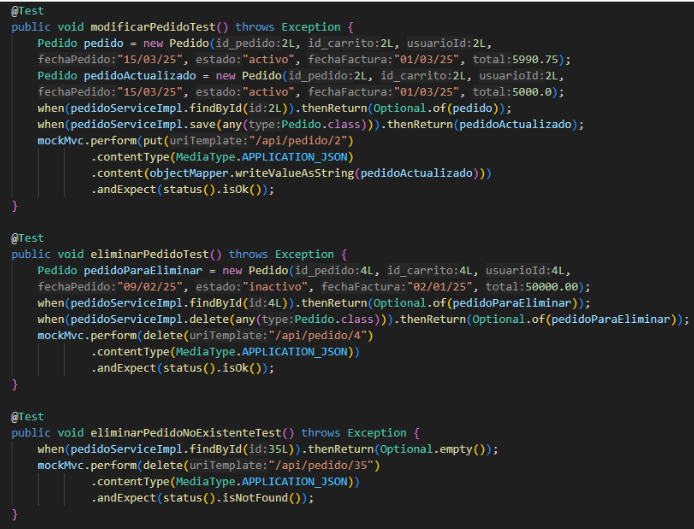 @Test
public void modificarPedidoTest() throws Exception {
Pedido pedido = new Pedido(id_pedido:2L, id_carrito:2L, usuarioId:2L,
fechaPedido:"15/03/25", estado:"activo", fechaFactura:"01/03/25", total:5990.75);
Pedido pedidoActualizado = new Pedido(id_pedido:2L, id_carrito:2L, usuarioId:2L,
fechaPedido:"15/03/25", estado:"activo", fechaFactura:"01/03/25", total:5000.0);
when(pedidoServiceImpl.findById(id:2L)).thenReturn(Optional.of(pedido));
when(pedidoServiceImpl.save(any(type:Pedido.class))).thenReturn(pedidoActualizado);
mockMvc.perform(put(uriTemplate:"/api/pedido/2")
.contentType(MediaType.APPLICATION_JSON)
.content(objectMapper.writeValueAsString(pedidoActualizado)))
.andExpect(status().isOk());
}
@Test
public void eliminarPedidoTest() throws Exception {
Pedido pedidoParaEliminar = new Pedido(id_pedido:4L, id_carrito:4L, usuarioId:4L,
fechaPedido:"09/02/25", estado:"inactivo", fechaFactura:"02/01/25", total:50000.00);
when(pedidoServiceImpl.findById(id:4L)).thenReturn(Optional.of(pedidoParaEliminar));
when(pedidoServiceImpl.delete(any(type:Pedido.class))).thenReturn(Optional.of(pedidoParaEliminar));
mockMvc.perform(delete(uriTemplate:"/api/pedido/4")
.contentType(MediaType.APPLICATION_JSON))
.andExpect(status().isOk());
}
@Test
public void eliminarPedidoNoExistenteTest() throws Exception {
when(pedidoServiceImpl.findById(id:35L)).thenReturn(Optional.empty());
mockMvc.perform(delete(uriTemplate:"/api/pedido/35")
.contentType(MediaType.APPLICATION_JSON))
.andExpect(status().isNotFound());
}